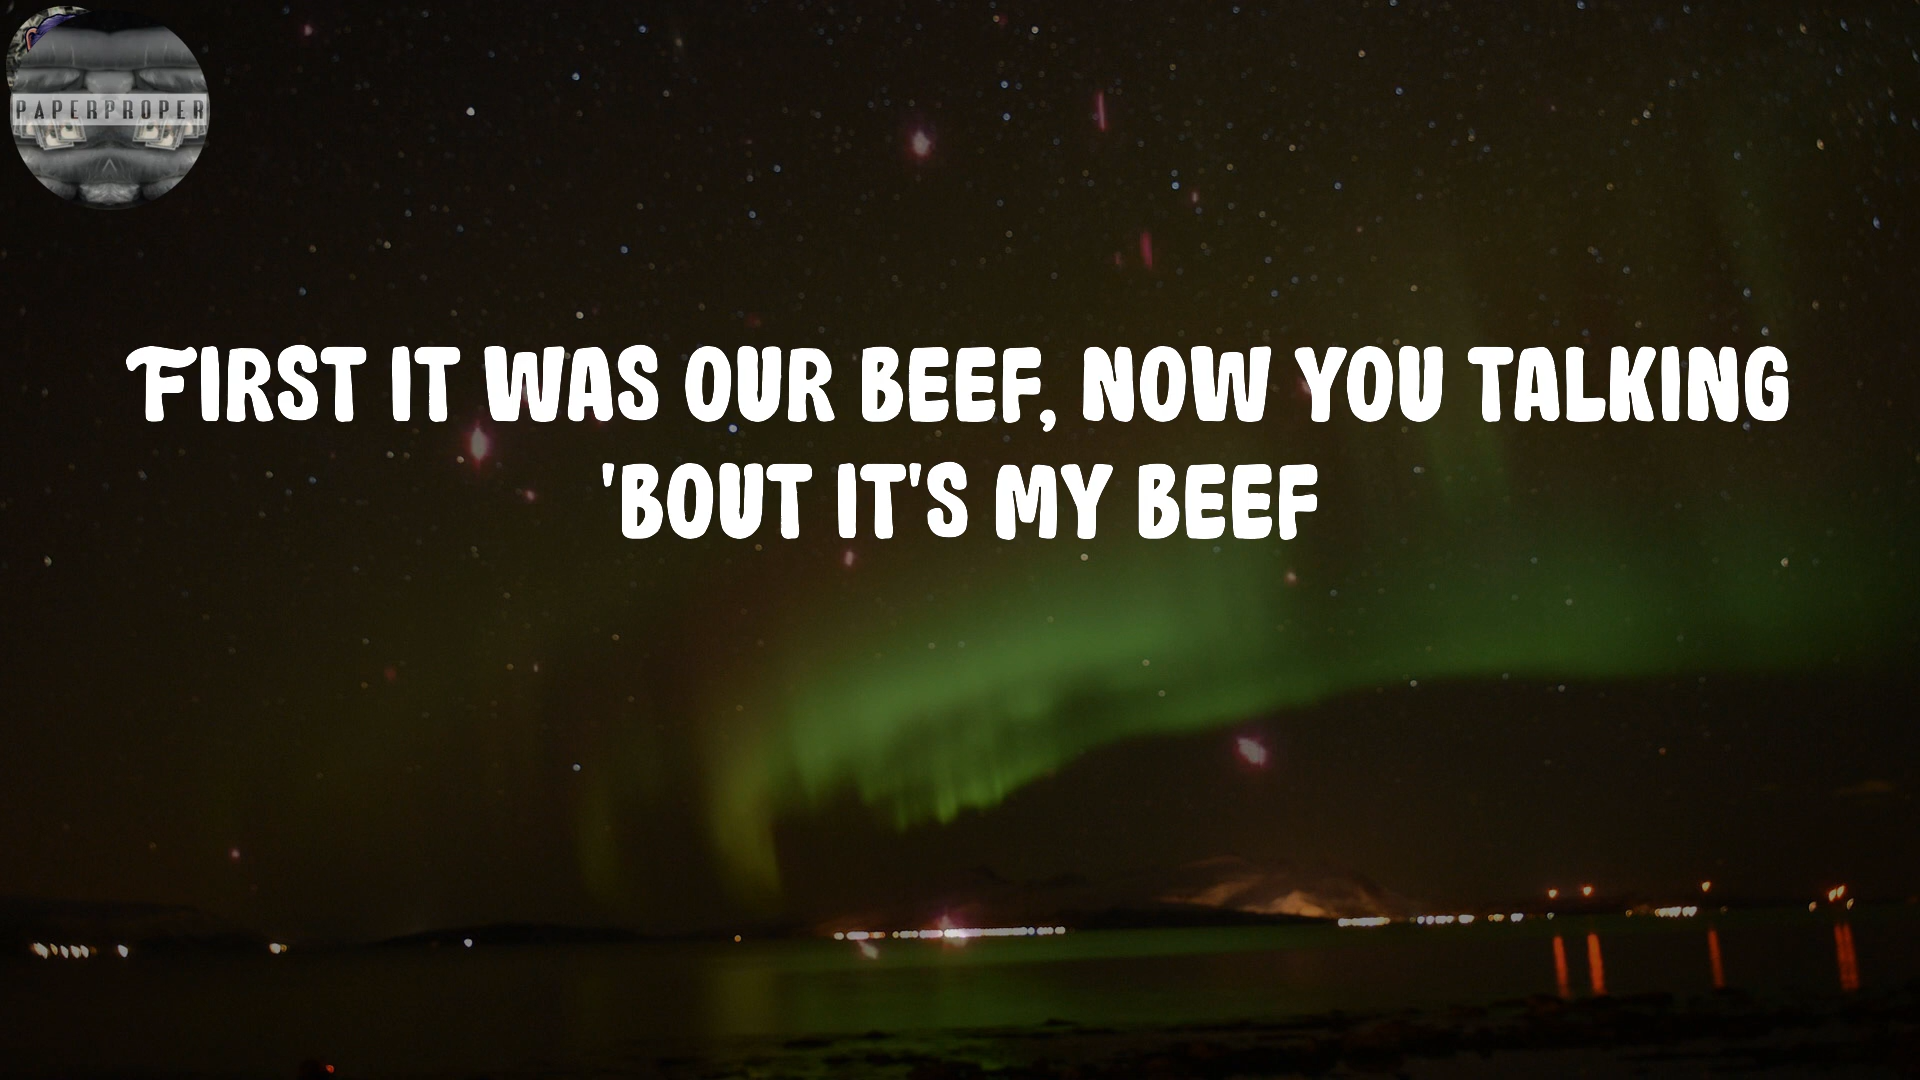 PAPERPROPER
FIRST IT WAS OUR BEEF, NOW YOU TALKING
'BOUT IT'S MY BEEF